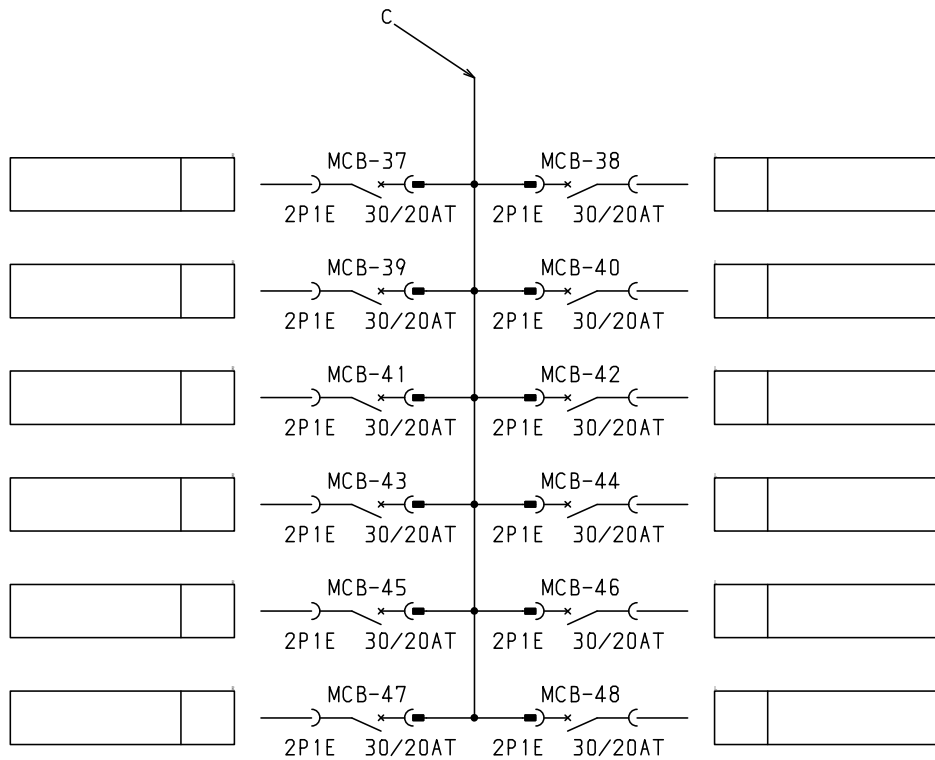 C
MCB-37 MCB-38
2P1E 30/20AT 2P1E 30/20AT
MCB-39 MCB-40
2P1E 30/20AT 2P1E 30/20AT
MCB-41 MCB-42
2P1E 30/20AT 2P1E 30/20AT
MCB-43 MCB-44
2P1E 30/20AT 2P1E 30/20AT
MCB-45 MCB-46
2P1E 30/20AT 2P1E 30/20AT
MCB-47 MCB-48
2P1E 30/20AT 2P1E 30/20AT